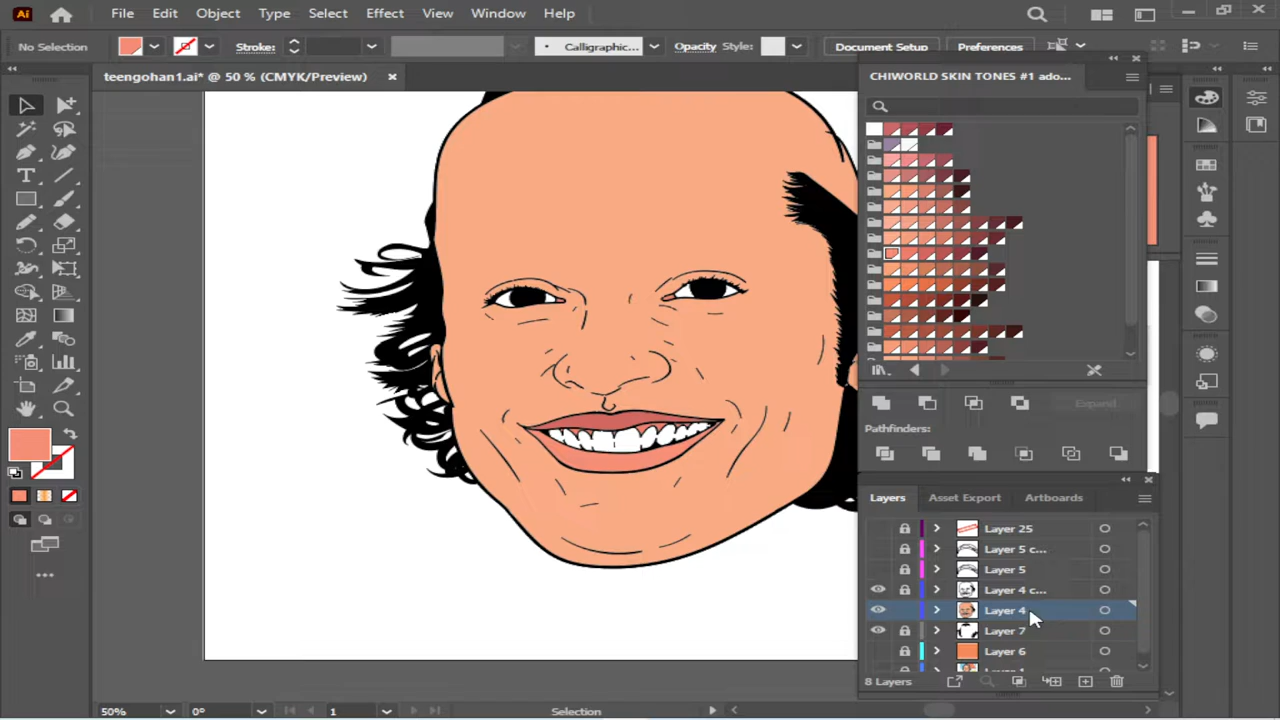 Ai File Edit Object Type Select Effect View Window Help
No Selection Stroke: Calligraphic... Opacity Style: Document Setup Preferences
teengohan1.ai* @ 50 % (CMYK/Preview)
CHIWORLD SKIN TONES #1 ado...
Expand
Pathfinders:
Layers Asset Export Artboards
Layer 25
Layer 5 c...
Layer 5
Layer 4 c...
Layer 4
Layer 7
Layer 6
8 Layers
50% 0° 1 Selection